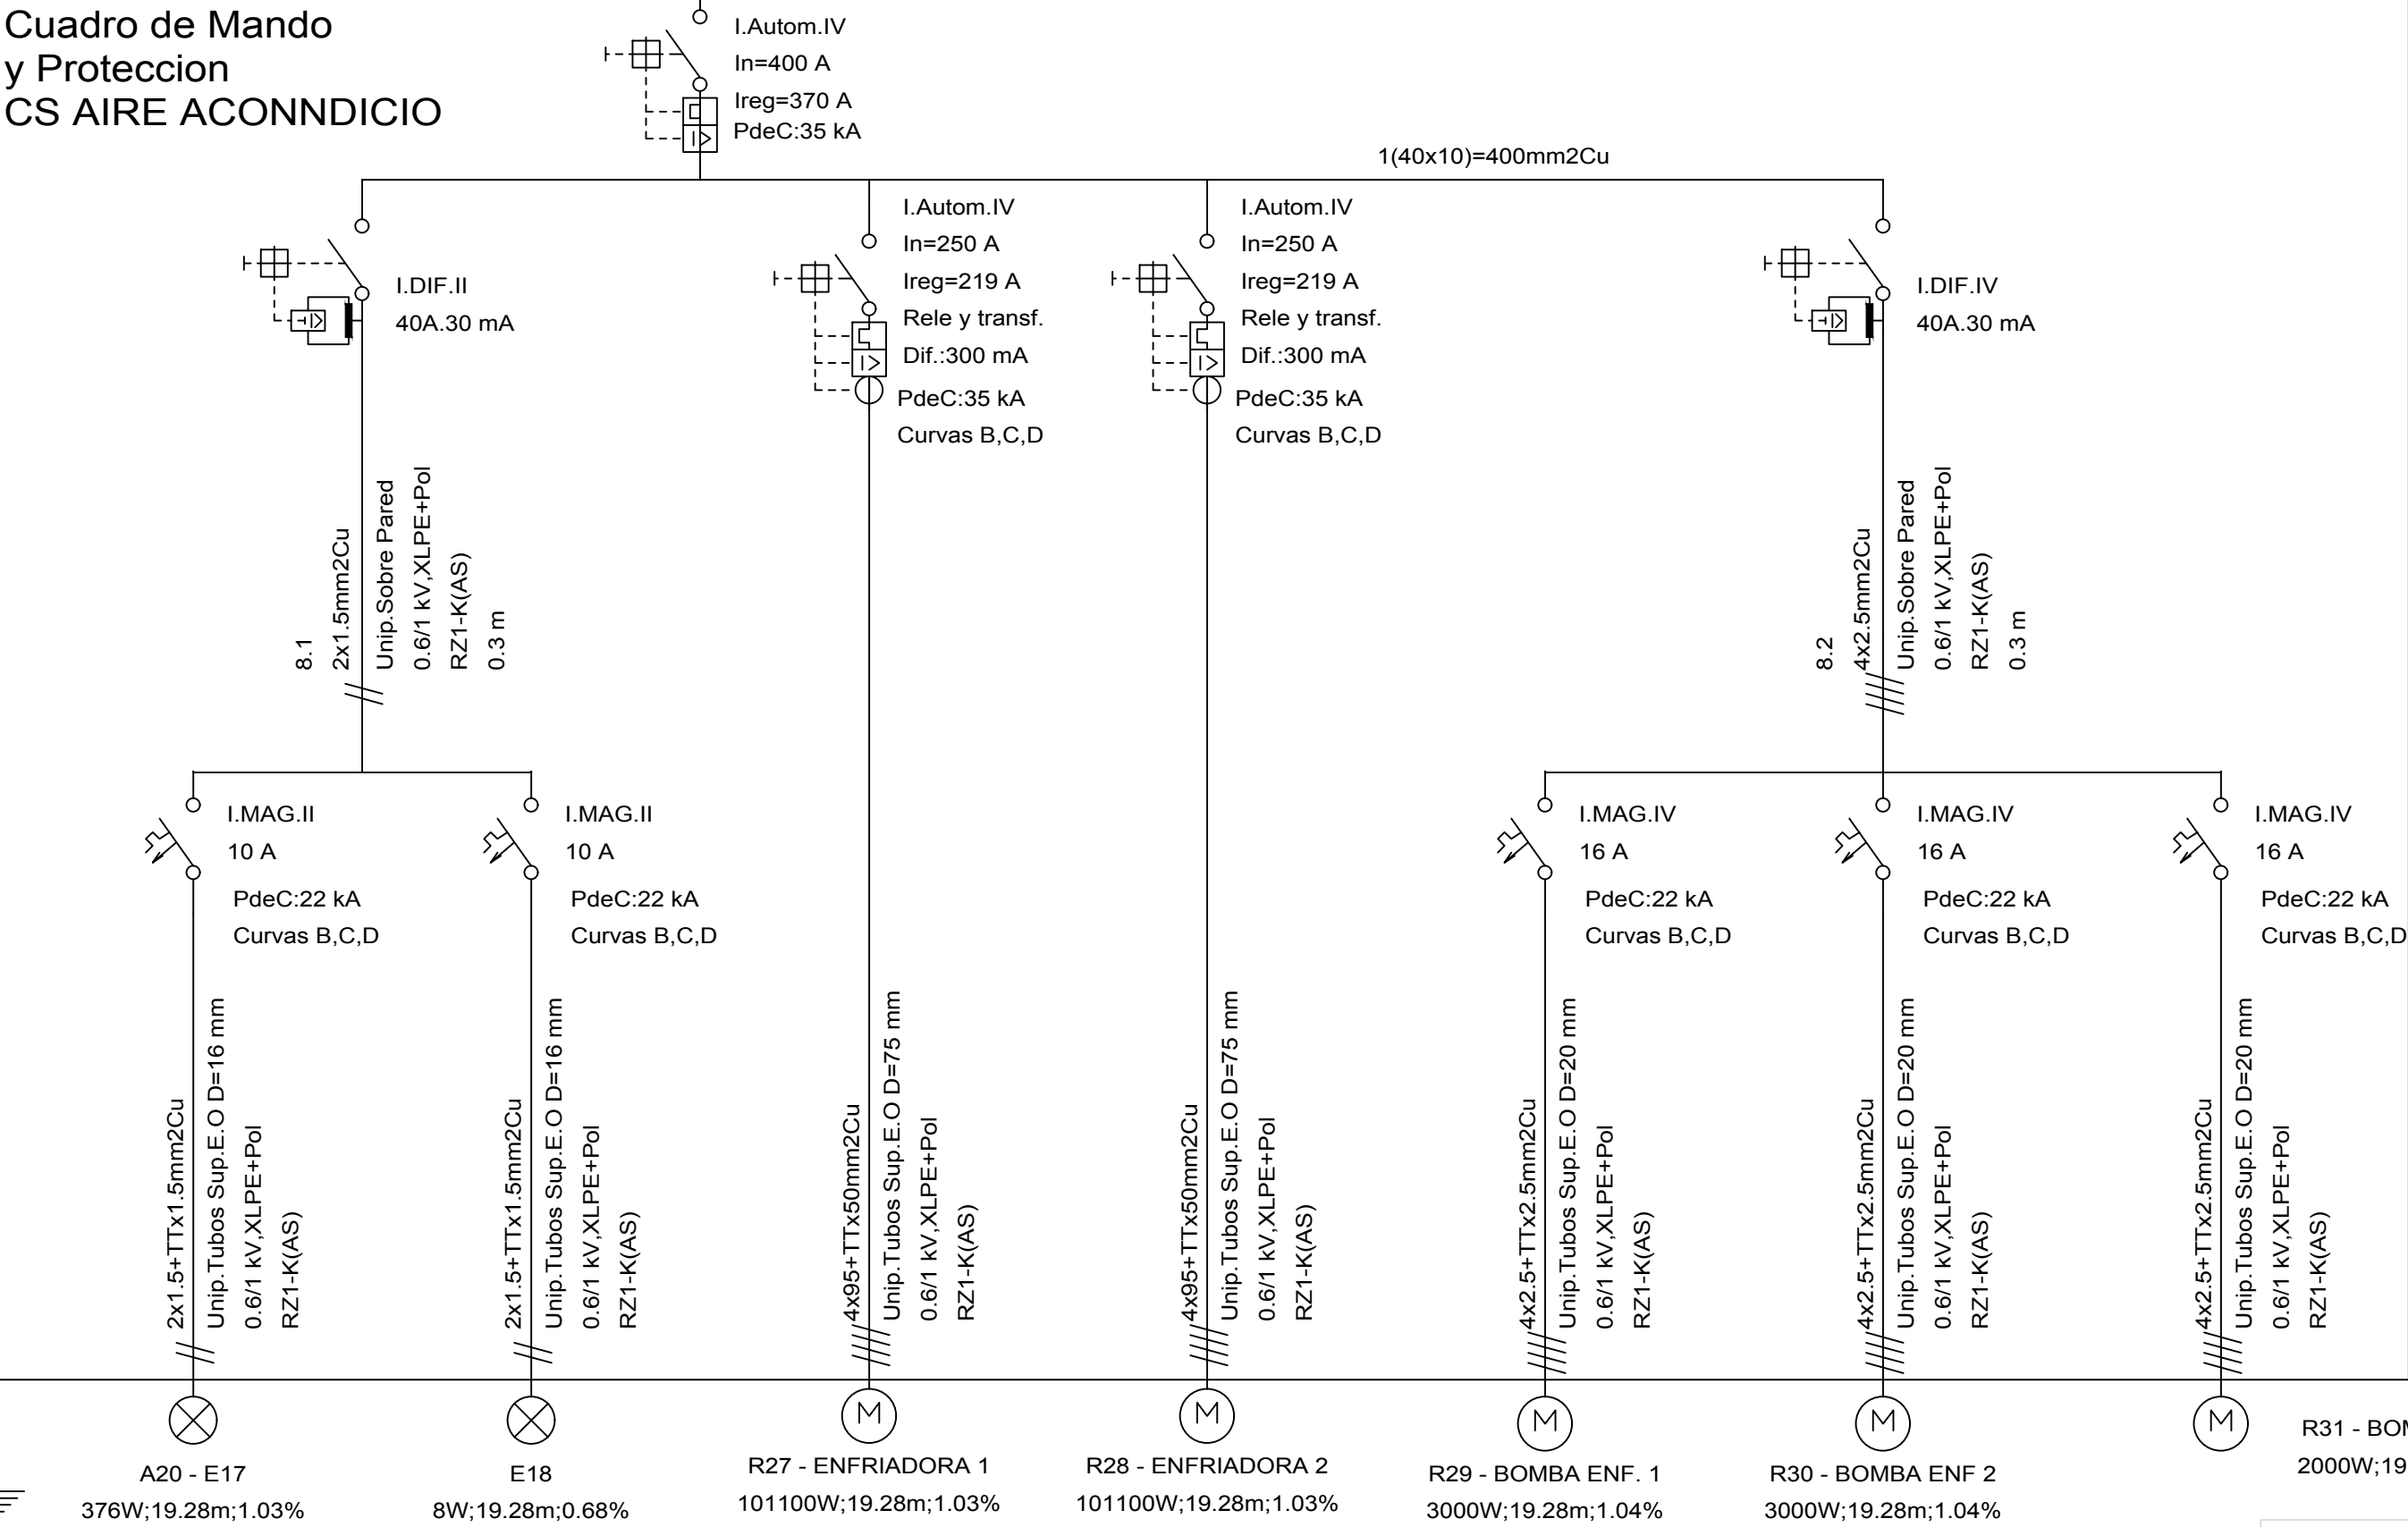 Cuadro de Mando
y Proteccion
CS AIRE ACONNDICIO
I.Autom.IV
In=400 A
Ireg=370 A
PdeC:35 kA
1(40x10)=400mm2Cu
I.DIF.II
40A.30 mA
I.Autom.IV
In=250 A
Ireg=219 A
Rele y transf.
Dif.:300 mA
PdeC:35 kA
Curvas B,C,D
I.Autom.IV
In=250 A
Ireg=219 A
Rele y transf.
Dif.:300 mA
PdeC:35 kA
Curvas B,C,D
I.DIF.IV
40A.30 mA
8.1
2x1.5mm2Cu
Unip.Sobre Pared
0.6/1 kV,XLPE+Pol
RZ1-K(AS)
0.3 m
8.2
4x2.5mm2Cu
Unip.Sobre Pared
0.6/1 kV,XLPE+Pol
RZ1-K(AS)
0.3 m
I.MAG.II
10 A
PdeC:22 kA
Curvas B,C,D
I.MAG.II
10 A
PdeC:22 kA
Curvas B,C,D
I.MAG.IV
16 A
PdeC:22 kA
Curvas B,C,D
I.MAG.IV
16 A
PdeC:22 kA
Curvas B,C,D
I.MAG.IV
16 A
PdeC:22 kA
Curvas B,C,D
2x1.5+TTx1.5mm2Cu
Unip.Tubos Sup.E.O D=16 mm
0.6/1 kV,XLPE+Pol
RZ1-K(AS)
2x1.5+TTx1.5mm2Cu
Unip.Tubos Sup.E.O D=16 mm
0.6/1 kV,XLPE+Pol
RZ1-K(AS)
4x95+TTx50mm2Cu
Unip.Tubos Sup.E.O D=75 mm
0.6/1 kV,XLPE+Pol
RZ1-K(AS)
4x95+TTx50mm2Cu
Unip.Tubos Sup.E.O D=75 mm
0.6/1 kV,XLPE+Pol
RZ1-K(AS)
4x2.5+TTx2.5mm2Cu
Unip.Tubos Sup.E.O D=20 mm
0.6/1 kV,XLPE+Pol
RZ1-K(AS)
4x2.5+TTx2.5mm2Cu
Unip.Tubos Sup.E.O D=20 mm
0.6/1 kV,XLPE+Pol
RZ1-K(AS)
4x2.5+TTx2.5mm2Cu
Unip.Tubos Sup.E.O D=20 mm
0.6/1 kV,XLPE+Pol
RZ1-K(AS)
M
M
M
M
M
A20 - E17
376W;19.28m;1.03%
E18
8W;19.28m;0.68%
R27 - ENFRIADORA 1
101100W;19.28m;1.03%
R28 - ENFRIADORA 2
101100W;19.28m;1.03%
R29 - BOMBA ENF. 1
3000W;19.28m;1.04%
R30 - BOMBA ENF 2
3000W;19.28m;1.04%
R31 -
2000W;19